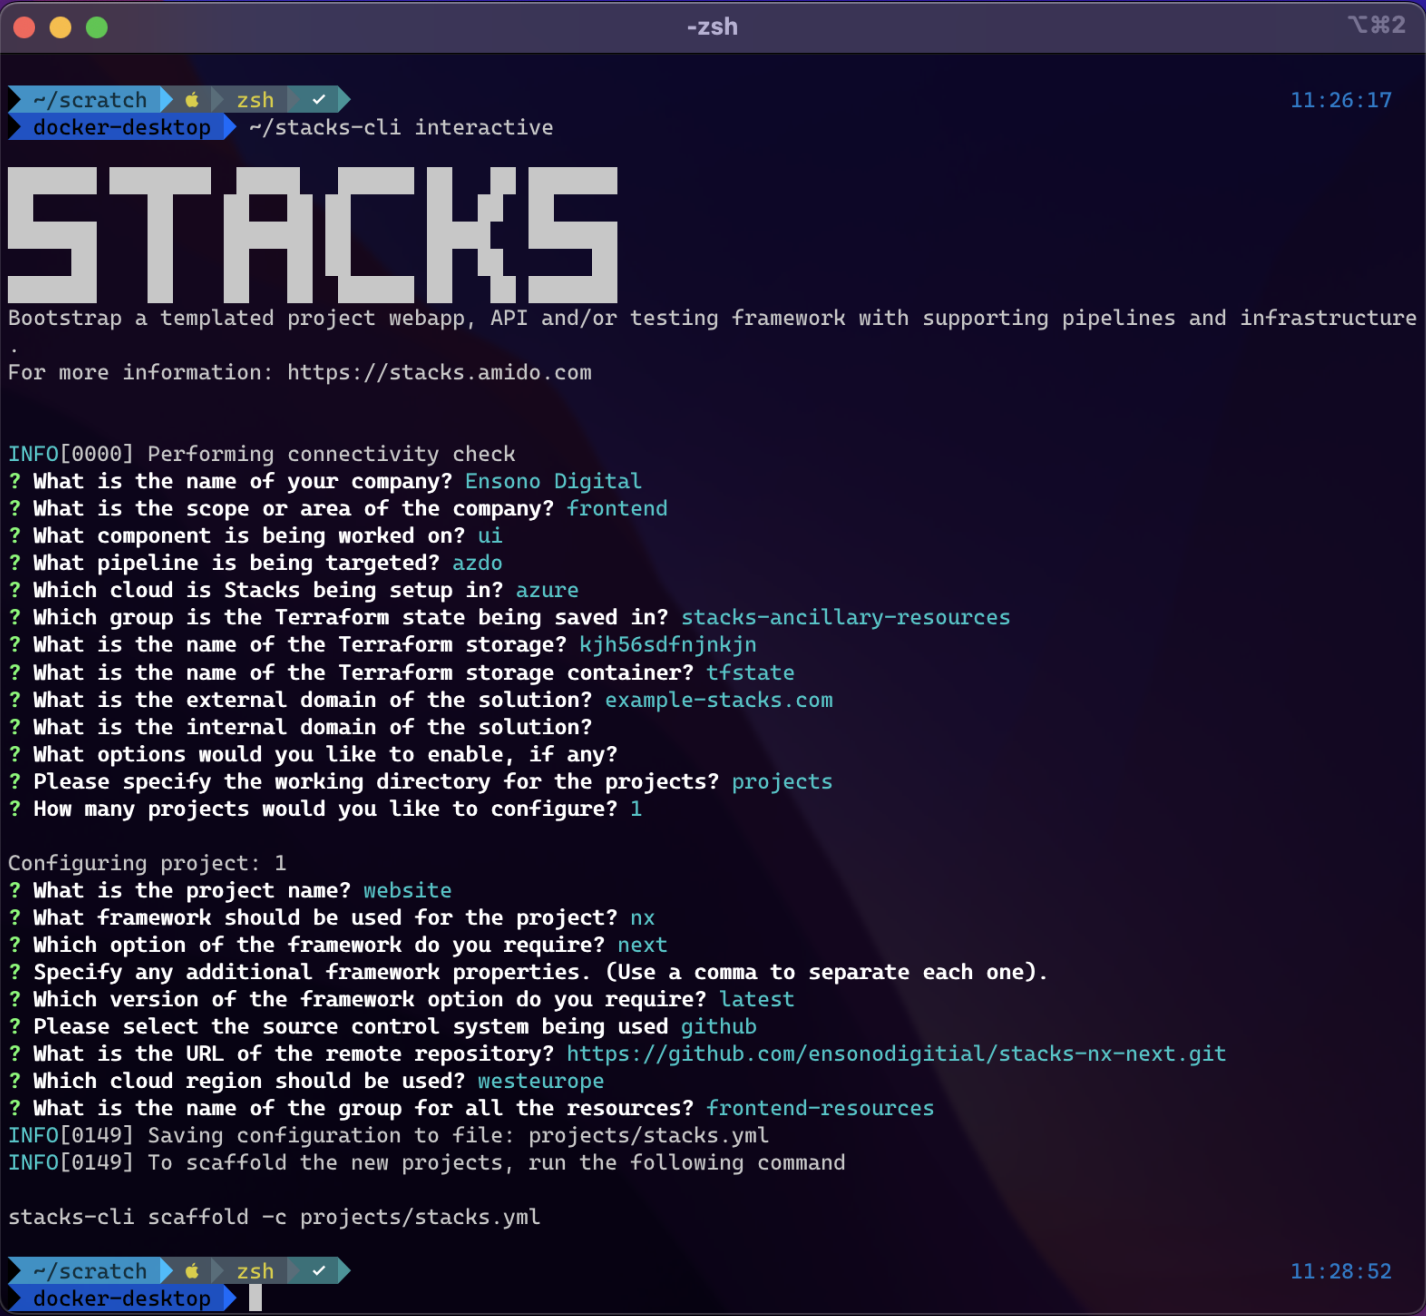 -zsh
⌥⌘2
~/scratch zsh ✓ 11:26:17
docker-desktop ~/stacks-cli interactive
STACKS
Bootstrap a templated project webapp, API and/or testing framework with supporting pipelines and infrastructure
.
For more information: https://stacks.amido.com
INFO[0000] Performing connectivity check
? What is the name of your company? Ensono Digital
? What is the scope or area of the company? frontend
? What component is being worked on? ui
? What pipeline is being targeted? azdo
? Which cloud is Stacks being setup in? azure
? Which group is the Terraform state being saved in? stacks-ancillary-resources
? What is the name of the Terraform storage? kjh56sdfnjnkjn
? What is the name of the Terraform storage container? tfstate
? What is the external domain of the solution? example-stacks.com
? What is the internal domain of the solution?
? What options would you like to enable, if any?
? Please specify the working directory for the projects? projects
? How many projects would you like to configure? 1
Configuring project: 1
? What is the project name? website
? What framework should be used for the project? nx
? Which option of the framework do you require? next
? Specify any additional framework properties. (Use a comma to separate each one).
? Which version of the framework option do you require? latest
? Please select the source control system being used github
? What is the URL of the remote repository? https://github.com/ensonodigitial/stacks-nx-next.git
? Which cloud region should be used? westeurope
? What is the name of the group for all the resources? frontend-resources
INFO[0149] Saving configuration to file: projects/stacks.yml
INFO[0149] To scaffold the new projects, run the following command
stacks-cli scaffold -c projects/stacks.yml
~/scratch zsh ✓ 11:28:52
docker-desktop